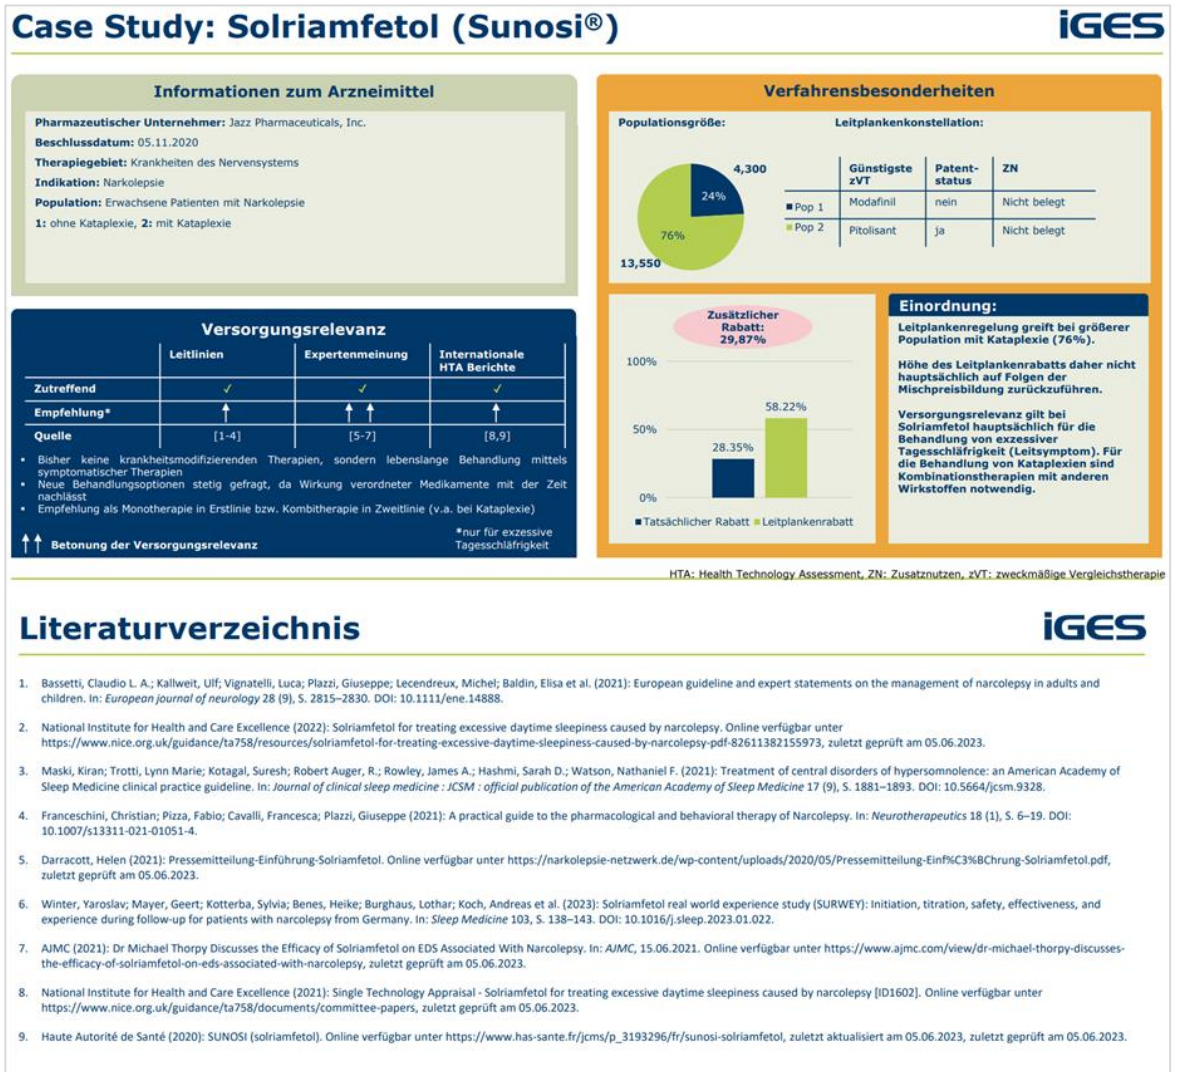 Case Study: Solriamfetol (Sunosi®)
iGES
Informationen zum Arzneimittel
Pharmazeutischer Unternehmer: Jazz Pharmaceuticals, Inc.
Beschlussdatum: 05.11.2020
Therapiegebiet: Krankheiten des Nervensystems
Indikation: Narkolepsie
Population: Erwachsene Patienten mit Narkolepsie
1: ohne Kataplexie, 2: mit Kataplexie
Versorgungsrelevanz
Leitlinien Expertenmeinung Internationale
HTA Berichte
Zutreffend ✓ ✓ ✓
Empfehlung* ↑ ↑ ↑ ↑
Quelle [1-4] [5-7] [8,9]
▪ Bisher keine krankheitsmodifizierenden Therapien, sondern lebenslange Behandlung mittels
symptomatischer Therapien
▪ Neue Behandlungsoptionen stetig gefragt, da Wirkung verordneter Medikamente mit der Zeit
nachlässt
▪ Empfehlung als Monotherapie in Erstlinie bzw. Kombitherapie in Zweitlinie (v.a. bei Kataplexie)
↑↑ Betonung der Versorgungsrelevanz
*nur für exzessive
Tagesschläfrigkeit
Verfahrensbesonderheiten
Populationsgröße:
4,300
24%
76%
13,550
Leitplankenkonstellation:
Günstigste Patent- ZN
zVT status
Pop 1 Modafinil nein Nicht belegt
Pop 2 Pitolisant ja Nicht belegt
Zusätzlicher
Rabatt:
29,87%
100%
58.22%
50%
28.35%
0%
Tatsächlicher Rabatt Leitplankenrabatt
Einordnung:
Leitplankenregelung greift bei größerer
Population mit Kataplexie (76%).
Höhe des Leitplankenrabatts daher nicht
hauptsächlich auf Folgen der
Mischpreisbildung zurückzuführen.
Versorgungsrelevanz gilt bei
Solriamfetol hauptsächlich für die
Behandlung von exzessiver
Tagesschläfrigkeit (Leitsymptom). Für
die Behandlung von Kataplexien sind
Kombinationstherapien mit anderen
Wirkstoffen notwendig.
HTA: Health Technology Assessment, ZN: Zusatznutzen, zVT: zweckmäßige Vergleichstherapie
Literaturverzeichnis
iGES
1. Bassetti, Claudio L. A.; Kallweit, Ulf; Vignatelli, Luca; Plazzi, Giuseppe; Lecendreux, Michel; Baldin, Elisa et al. (2021): European guideline and expert statements on the management of narcolepsy in adults and
children. In: European journal of neurology 28 (9), S. 2815–2830. DOI: 10.1111/ene.14888.
2. National Institute for Health and Care Excellence (2022): Solriamfetol for treating excessive daytime sleepiness caused by narcolepsy. Online verfügbar unter
https://www.nice.org.uk/guidance/ta758/resources/solriamfetol-for-treating-excessive-daytime-sleepiness-caused-by-narcolepsy-pdf-82611382155973, zuletzt geprüft am 05.06.2023.
3. Maski, Kiran; Trotti, Lynn Marie; Kotagal, Suresh; Robert Auger, R.; Rowley, James A.; Hashmi, Sarah D.; Watson, Nathaniel F. (2021): Treatment of central disorders of hypersomnolence: an American Academy of
Sleep Medicine clinical practice guideline. In: Journal of clinical sleep medicine : JCSM : official publication of the American Academy of Sleep Medicine 17 (9), S. 1881–1893. DOI: 10.5664/jcsm.9328.
4. Franceschini, Christian; Pizza, Fabio; Cavalli, Francesca; Plazzi, Giuseppe (2021): A practical guide to the pharmacological and behavioral therapy of Narcolepsy. In: Neurotherapeutics 18 (1), S. 6–19. DOI:
10.1007/s13311-021-01051-4.
5. Darracott, Helen (2021): Pressemitteilung-Einführung-Solriamfetol. Online verfügbar unter https://narkolepsie-netzwerk.de/wp-content/uploads/2020/05/Pressemitteilung-Einf%C3%BChrung-Solriamfetol.pdf,
zuletzt geprüft am 05.06.2023.
6. Winter, Yaroslav; Mayer, Geert; Kotterba, Sylvia; Benes, Heike; Burghaus, Lothar; Koch, Andreas et al. (2023): Solriamfetol real world experience study (SURWEY): Initiation, titration, safety, effectiveness, and
experience during follow-up for patients with narcolepsy from Germany. In: Sleep Medicine 103, S. 138–143. DOI: 10.1016/j.sleep.2023.01.022.
7. AJMC (2021): Dr Michael Thorpy Discusses the Efficacy of Solriamfetol on EDS Associated With Narcolepsy. In: AJMC, 15.06.2021. Online verfügbar unter https://www.ajmc.com/view/dr-michael-thorpy-discusses-
the-efficacy-of-solriamfetol-on-eds-associated-with-narcolepsy, zuletzt geprüft am 05.06.2023.
8. National Institute for Health and Care Excellence (2021): Single Technology Appraisal - Solriamfetol for treating excessive daytime sleepiness caused by narcolepsy [ID1602]. Online verfügbar unter
https://www.nice.org.uk/guidance/ta758/documents/committee-papers, zuletzt geprüft am 05.06.2023.
9. Haute Autorité de Santé (2020): SUNOSI (solriamfetol). Online verfügbar unter https://www.has-sante.fr/jcms/p_3193296/fr/sunosi-solriamfetol, zuletzt aktualisiert am 05.06.2023, zuletzt geprüft am 05.06.2023.